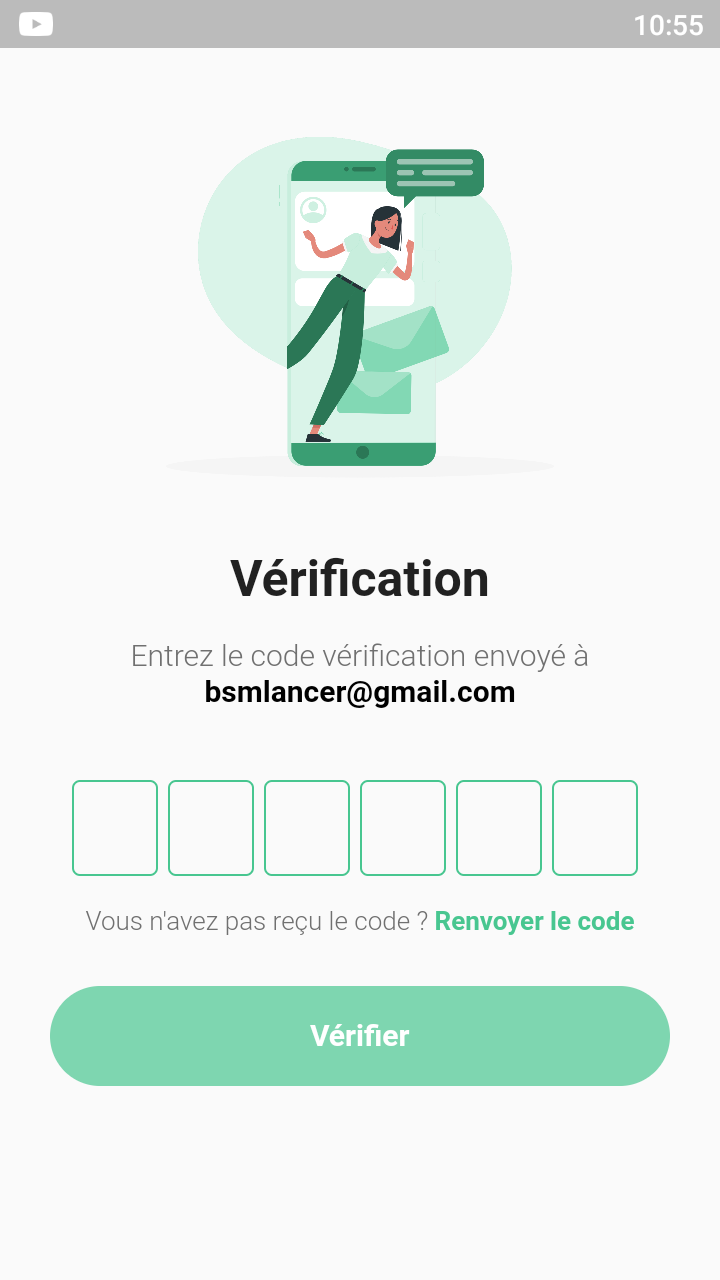 10:55
Vérification
Entrez le code vérification envoyé à
bsmlancer@gmail.com
Vous n'avez pas reçu le code ? Renvoyer le code
Vérifier